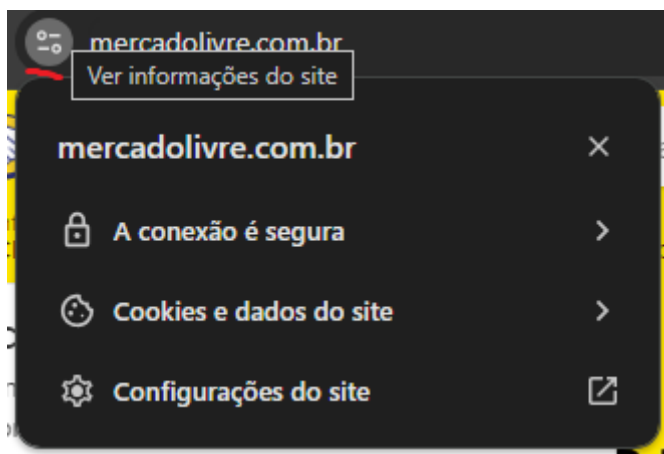 mercadolivre.com.br
Ver informações do site
mercadolivre.com.br
A conexão é segura
Cookies e dados do site
Configurações do site